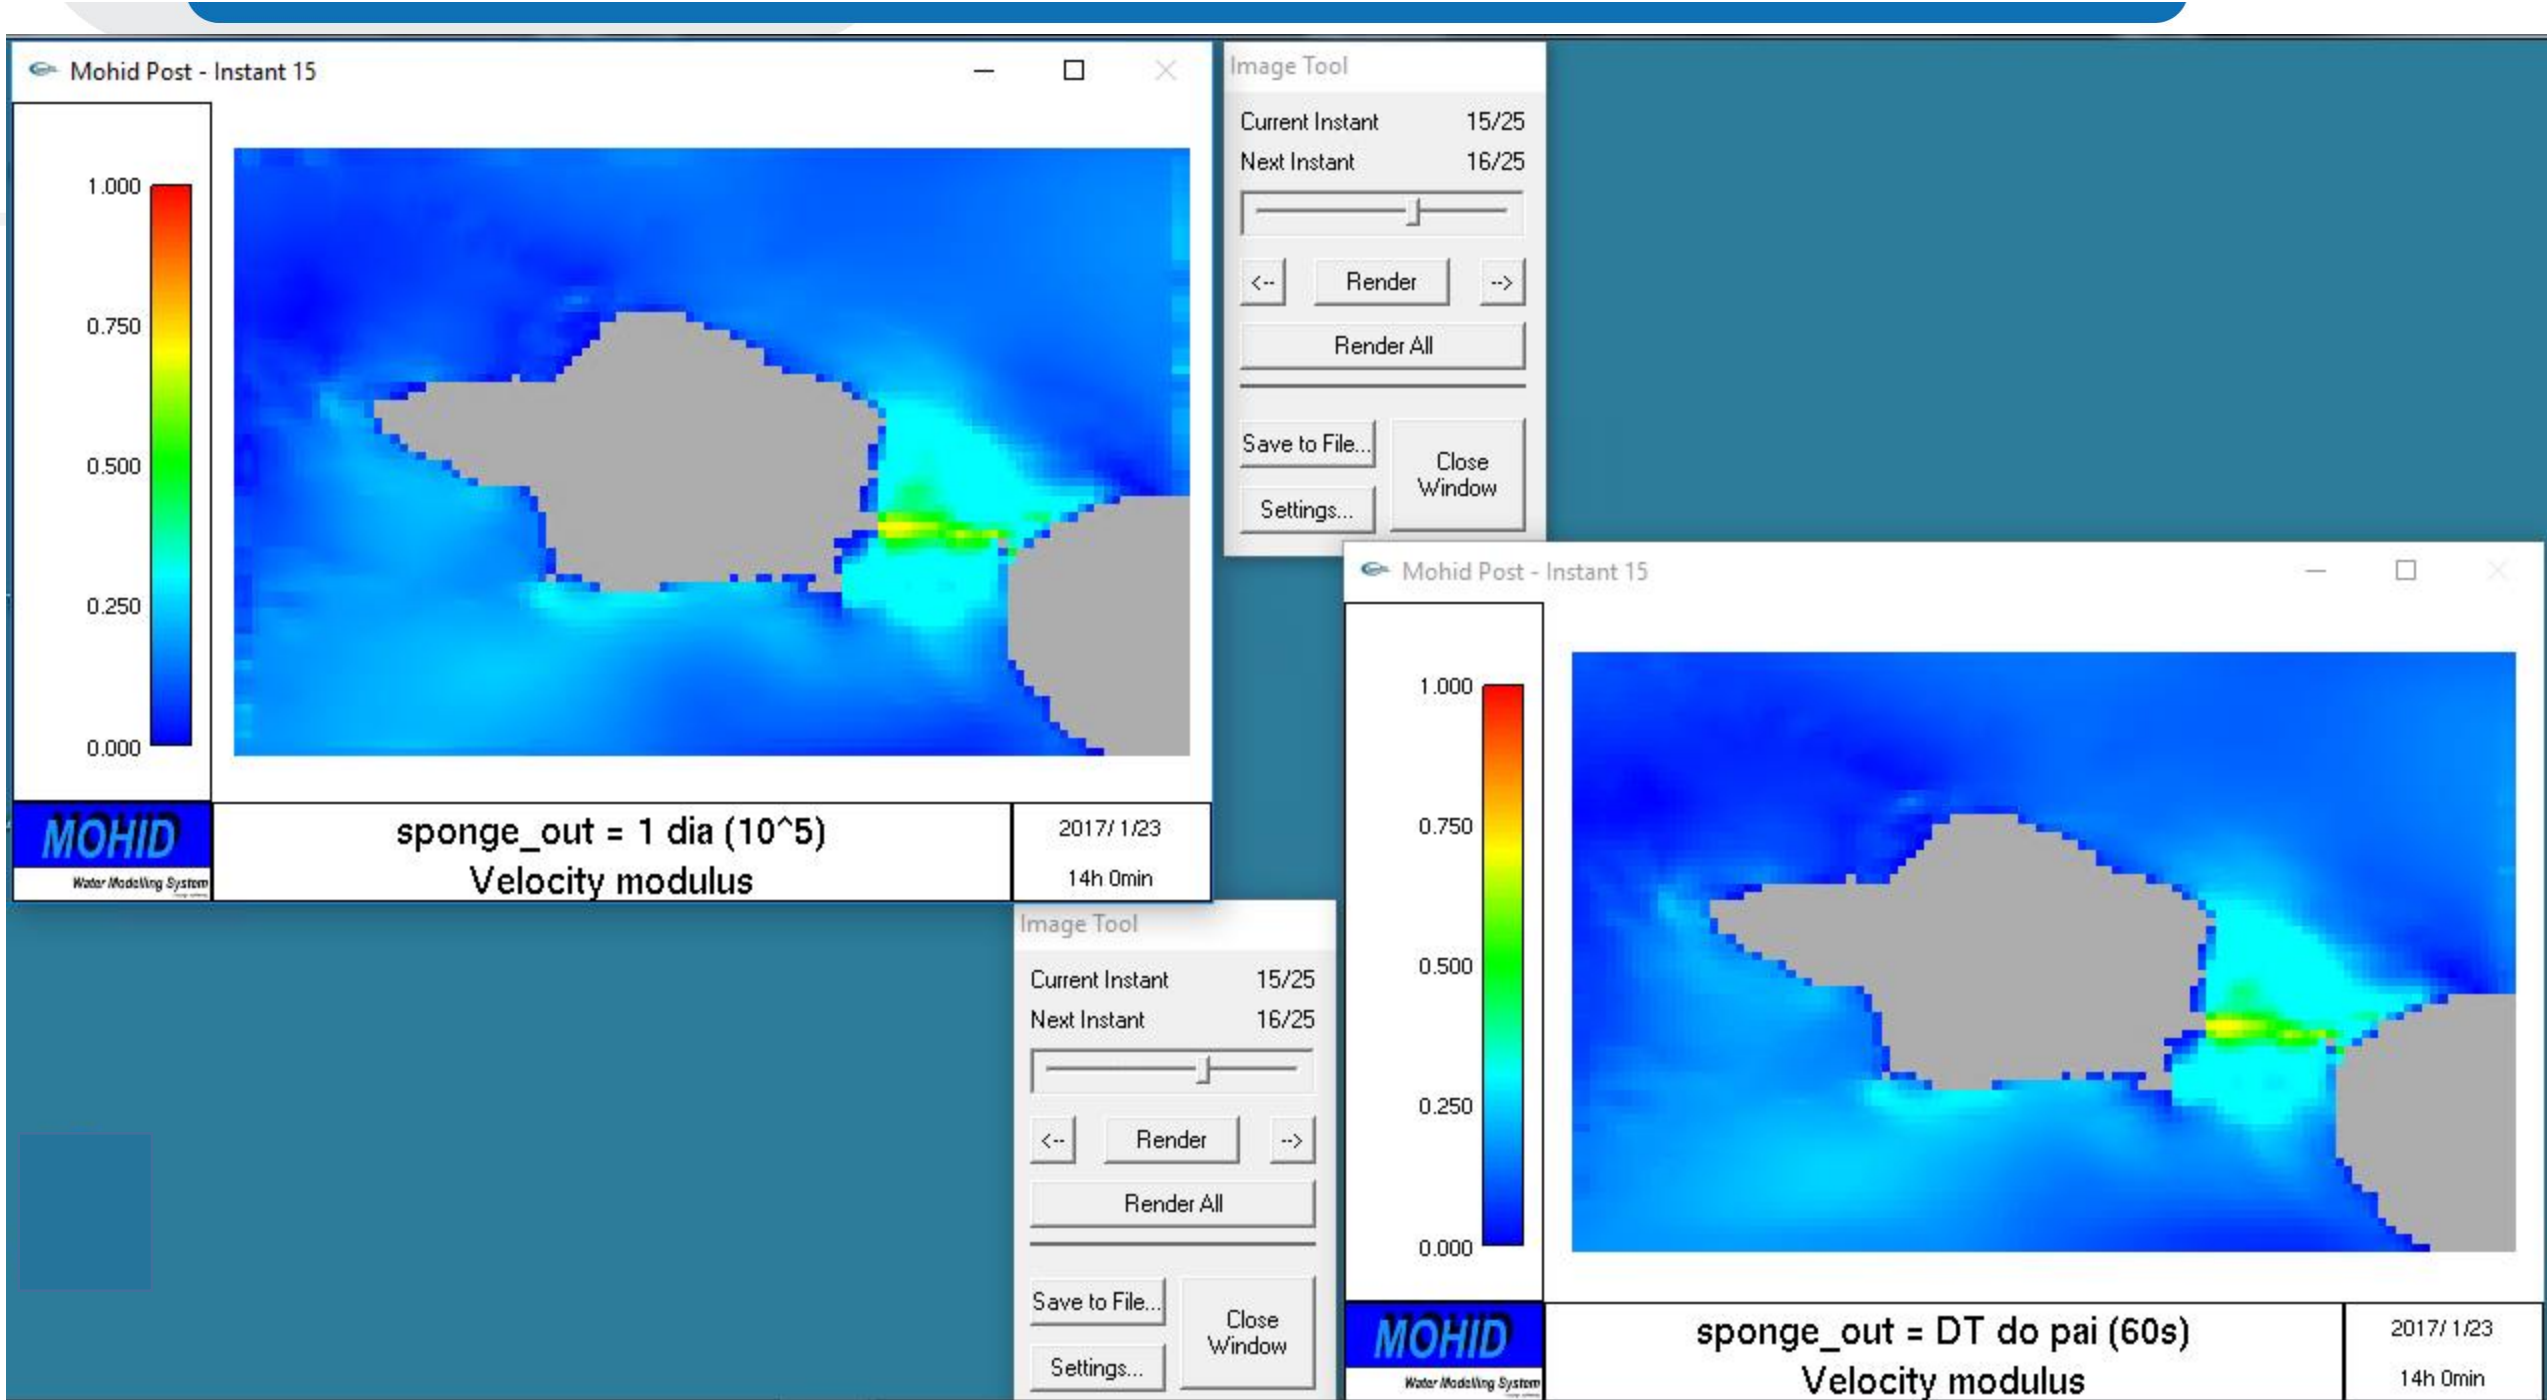 Mohid Post - Instant 15
1.000
0.750
0.500
0.250
0.000
MOHID
Water Modelling System
sponge_out = 1 dia (10^5)
Velocity modulus
2017/ 1/23
14h 0min
Image Tool
Current Instant 15/25
Next Instant 16/25
<-- Render -->
Render All
Save to File...
Close
Window
Settings...
Image Tool
Current Instant 15/25
Next Instant 16/25
<-- Render -->
Render All
Save to File...
Close
Window
Settings...
Mohid Post - Instant 15
1.000
0.750
0.500
0.250
0.000
MOHID
Water Modelling System
sponge_out = DT do pai (60s)
Velocity modulus
2017/ 1/23
14h 0min